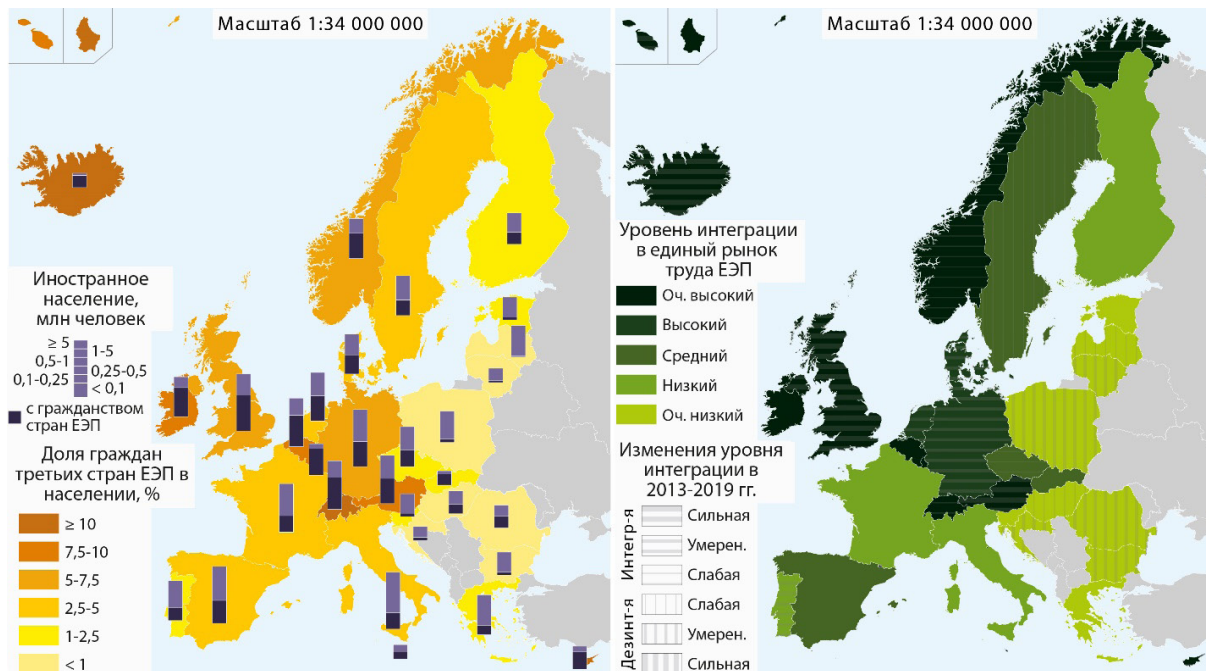 Масштаб 1:34 000 000
Иностранное
население,
млн человек
≥ 5
1-5
0,5-1
0,25-0,5
0,1-0,25
< 0,1
с гражданством
стран ЕЭП
Доля граждан
третьих стран ЕЭП в
населении, %
≥ 10
7,5-10
5-7,5
2,5-5
1-2,5
< 1
Масштаб 1:34 000 000
Уровень интеграции
в единый рынок
труда ЕЭП
Оч. высокий
Высокий
Средний
Низкий
Оч. низкий
Изменения уровня
интеграции в
2013-2019 гг.
Интегр-я
Сильная
Умерен.
Слабая
Дезинт-я
Слабая
Умерен.
Сильная